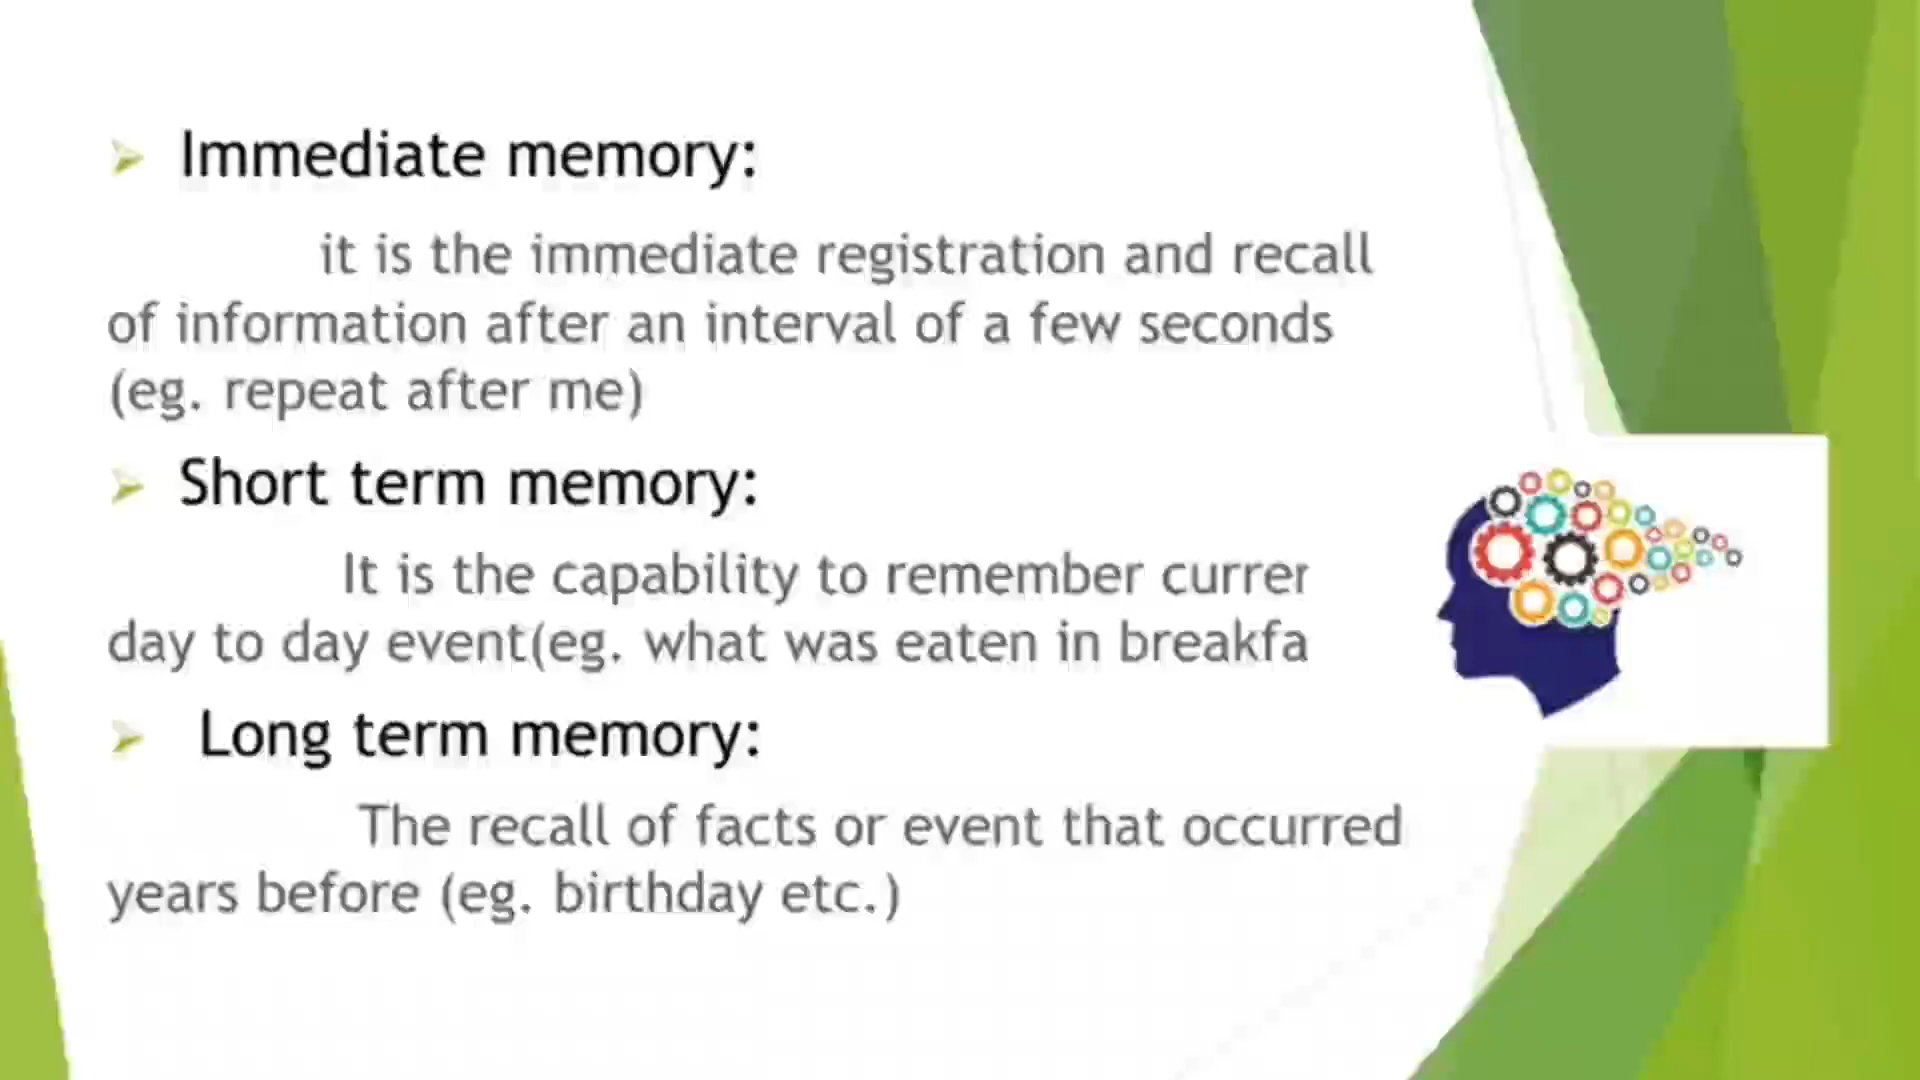 Immediate memory:
it is the immediate registration and recall
of information after an interval of a few seconds
(eg. repeat after me)
Short term memory:
It is the capability to remember
day to day event(eg. what was eaten in
Long term memory:
The recall of facts or event that occurred
years before (eg. birthday etc.)